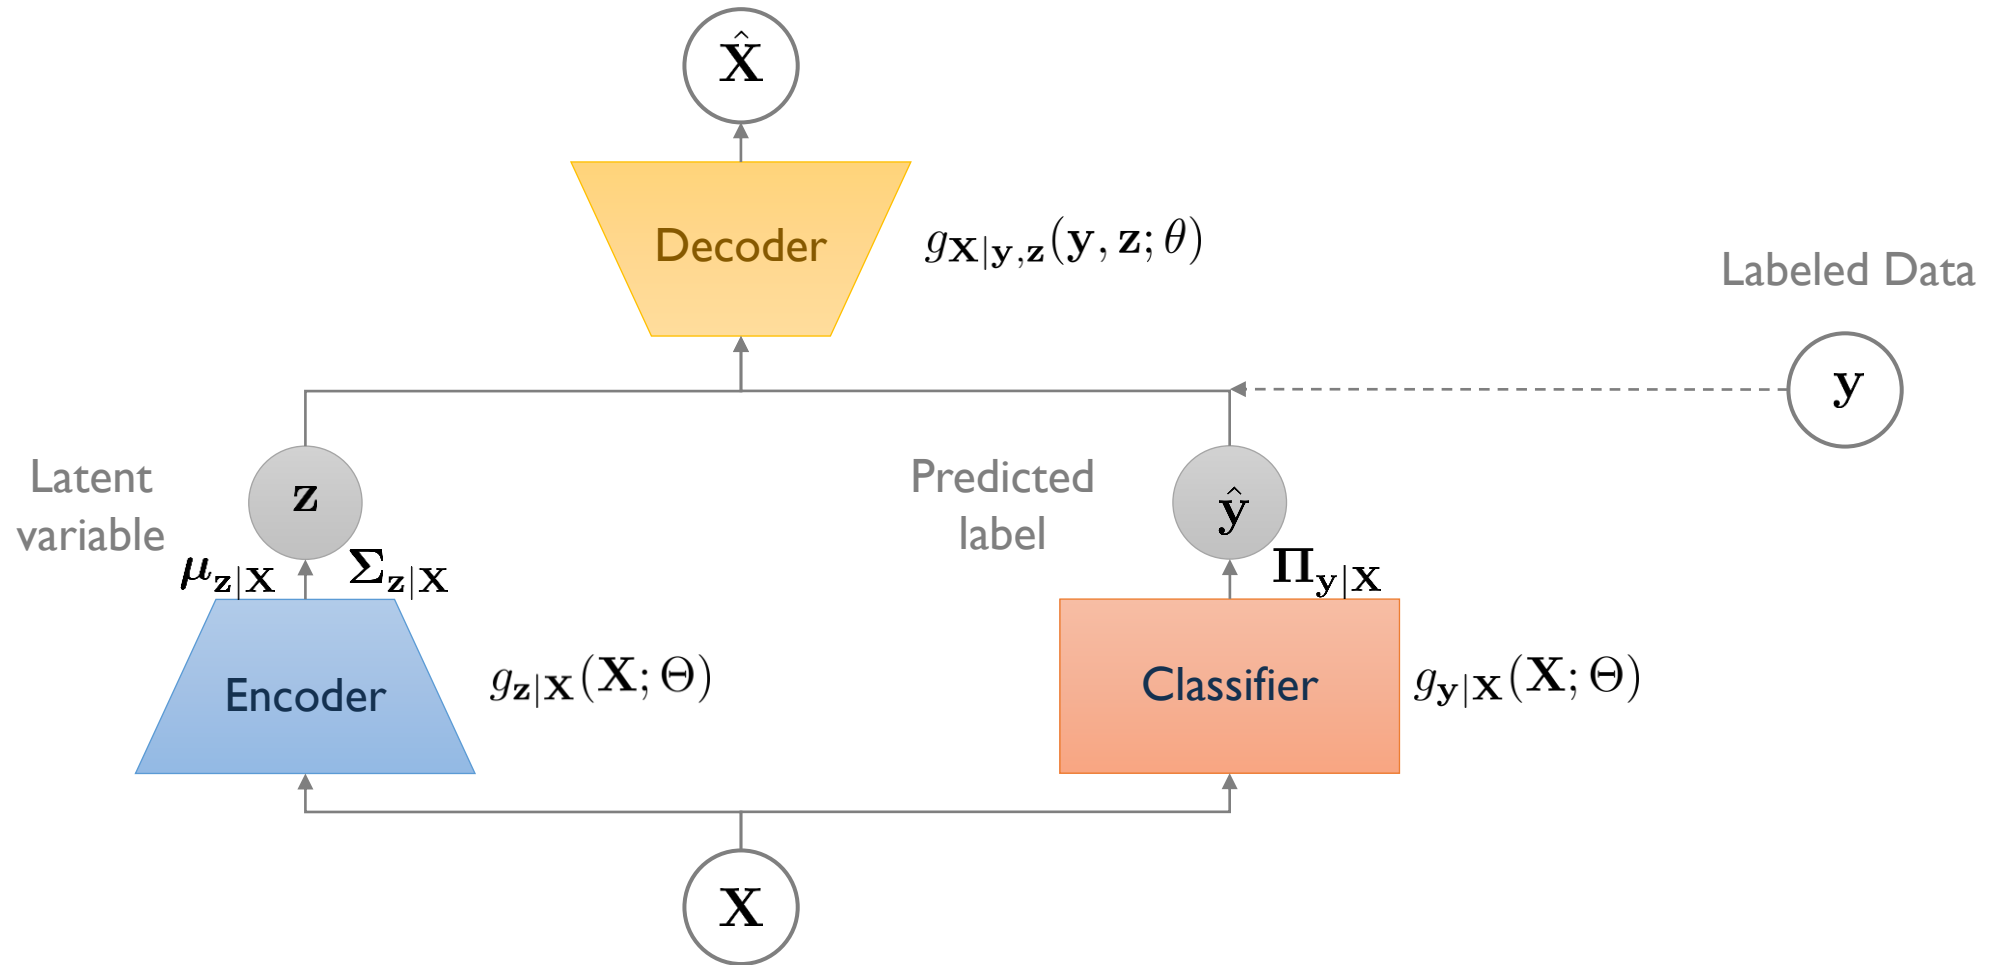 X̂
Decoder
g_{X|y,z}(y, z; θ)
Labeled Data
y
Latent
variable
z
Predicted
label
ŷ
μ_{z|X}
Σ_{z|X}
Π_{y|X}
Encoder
g_{z|X}(X; Θ)
Classifier
g_{y|X}(X; Θ)
X